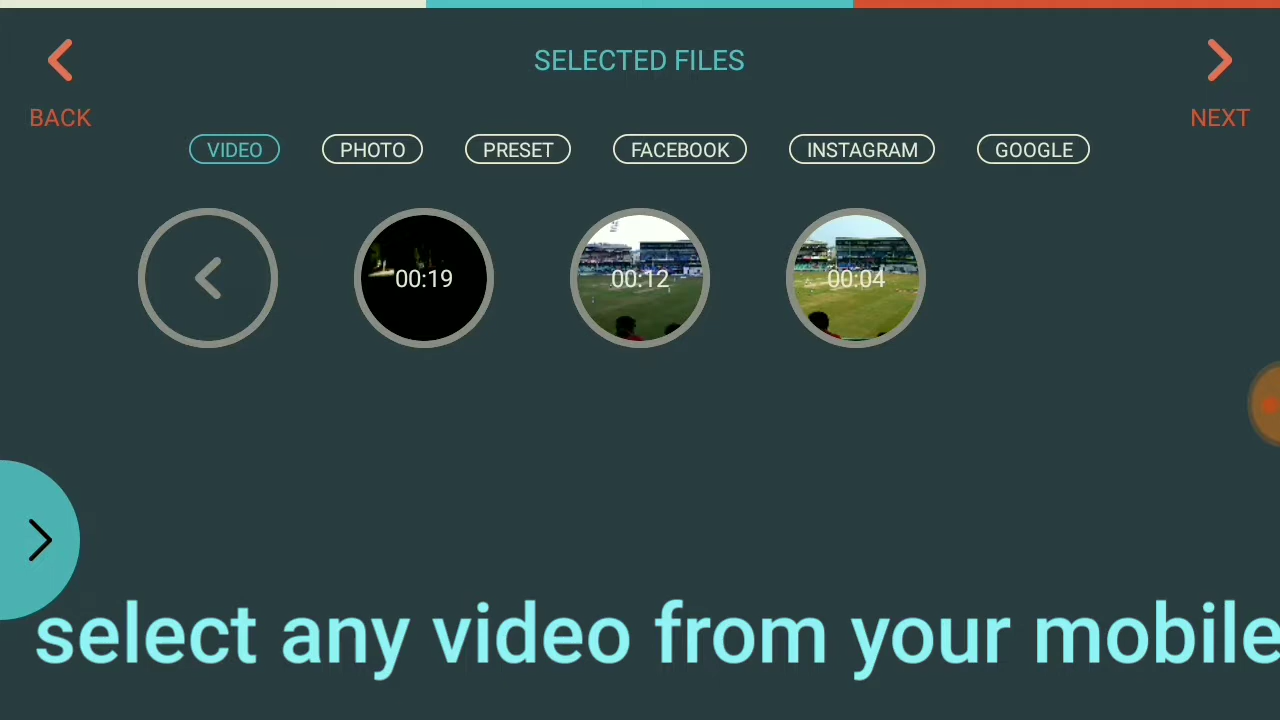 SELECTED FILES
BACK
NEXT
VIDEO PHOTO PRESET FACEBOOK INSTAGRAM GOOGLE
00:19 00:12 00:04
select any video from your mobile